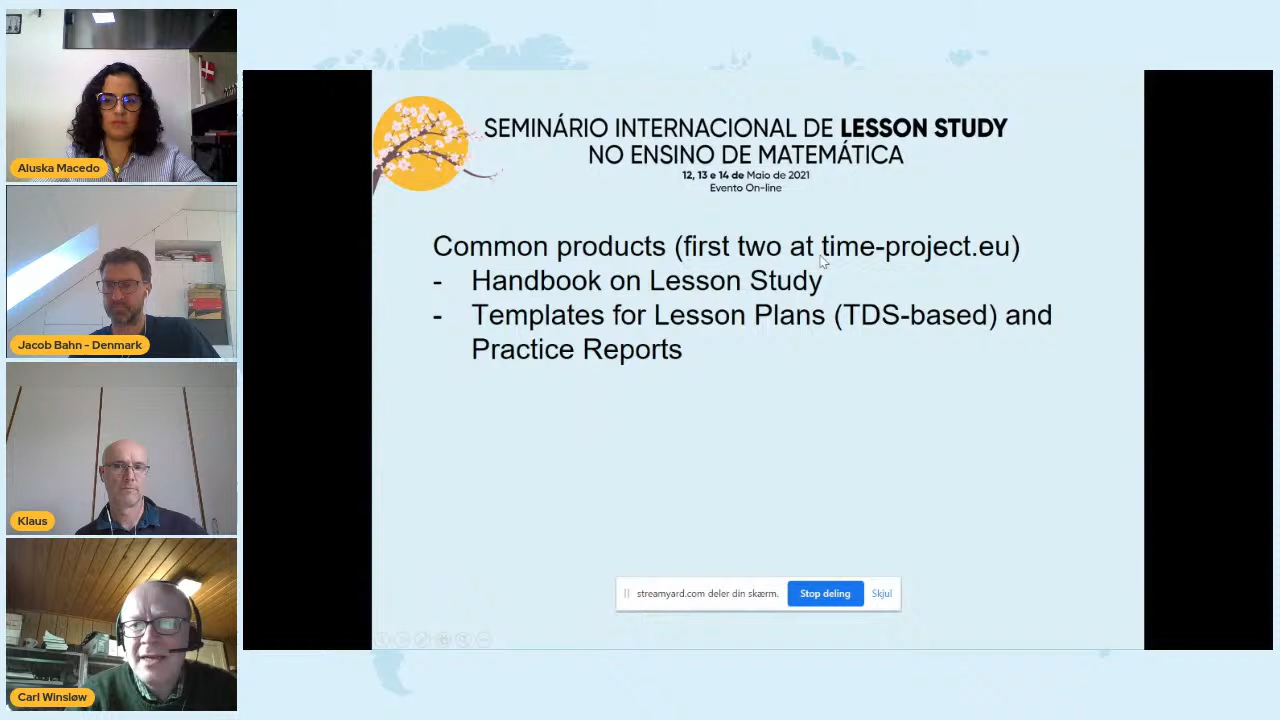 Aluska Macedo
Jacob Bahn - Denmark
Klaus
Carl Winsløw
SEMINÁRIO INTERNACIONAL DE LESSON STUDY
NO ENSINO DE MATEMÁTICA
12, 13 e 14 de Maio de 2021
Evento On-line
Common products (first two at time-project.eu)
- Handbook on Lesson Study
- Templates for Lesson Plans (TDS-based) and
Practice Reports
streamyard.com deler din skærm.
Stop deling
Skjul